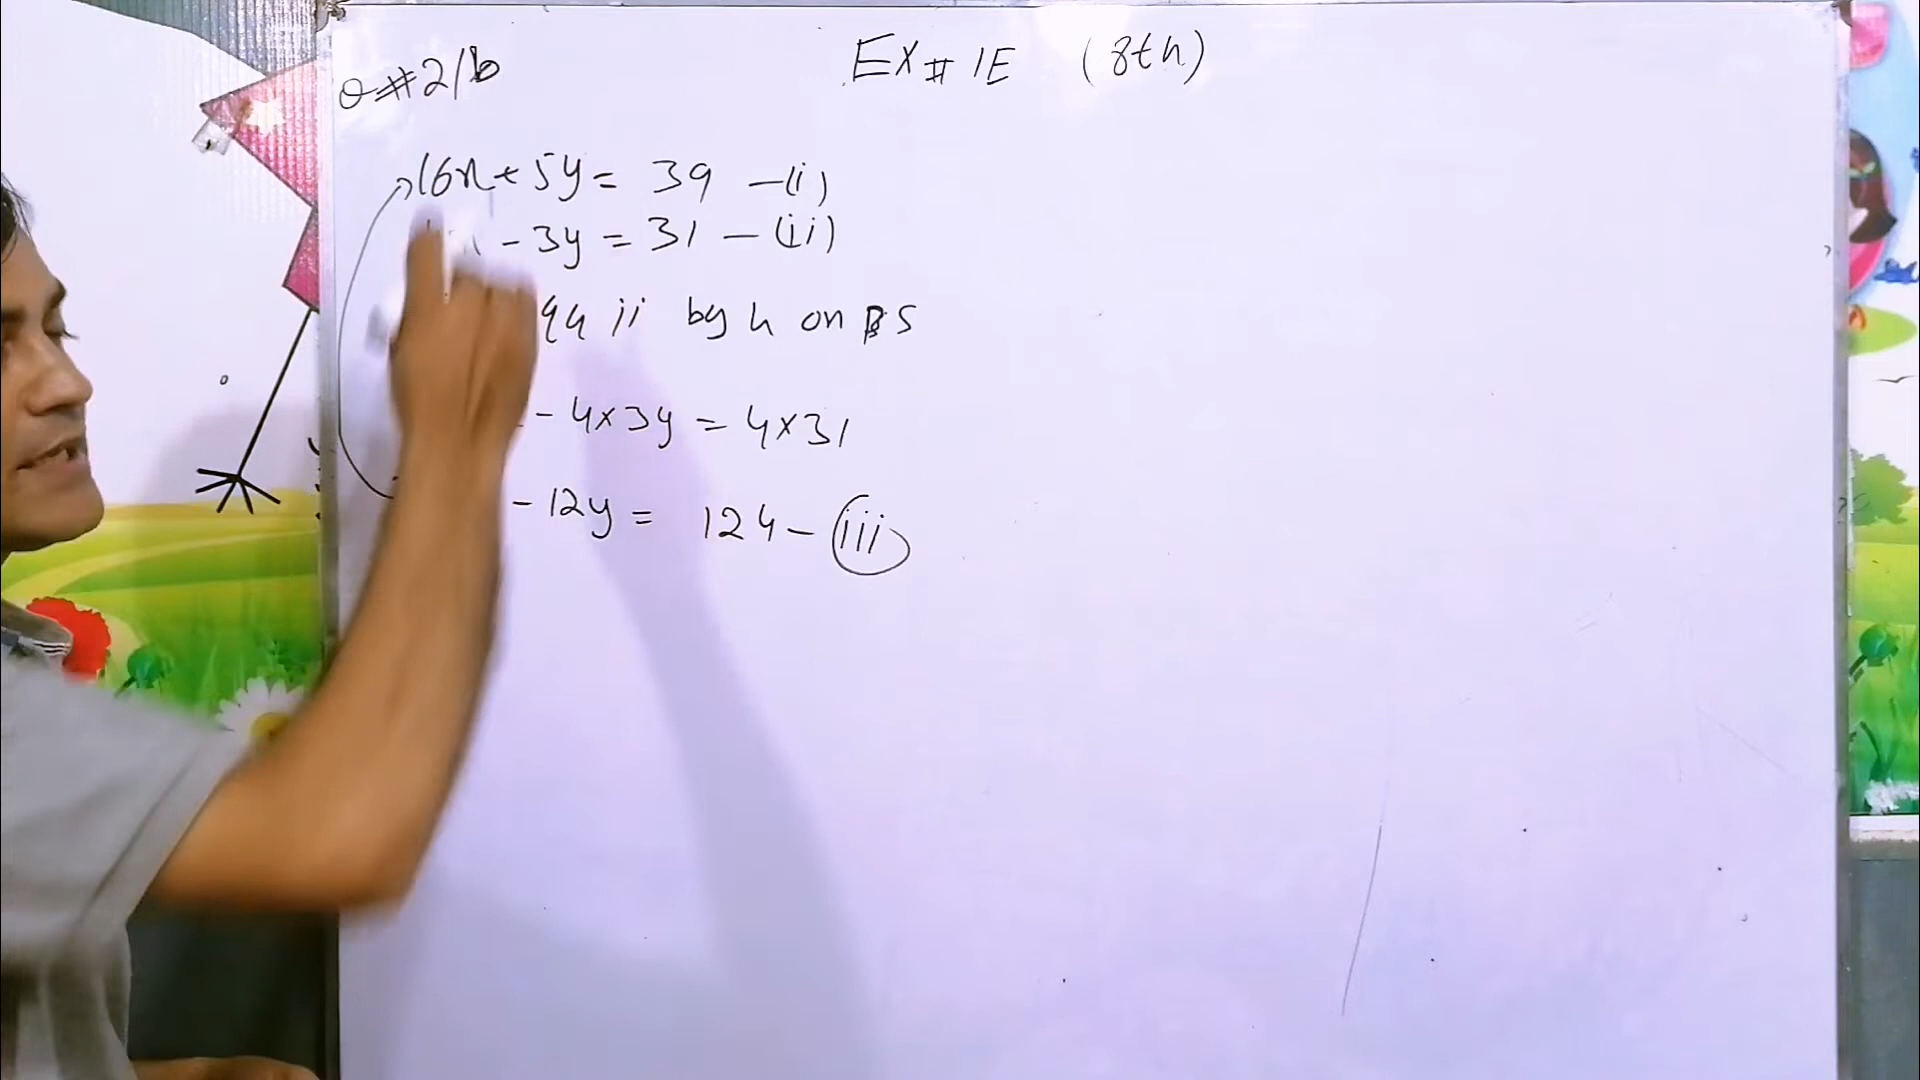 Q#2/b
Ex # 1E (8th)
16x + 5y = 39 -(i)
- 3y = 31 - (ii)
ii by 4 on B S
- 4×3y = 4×31
- 12y = 124 - (iii)